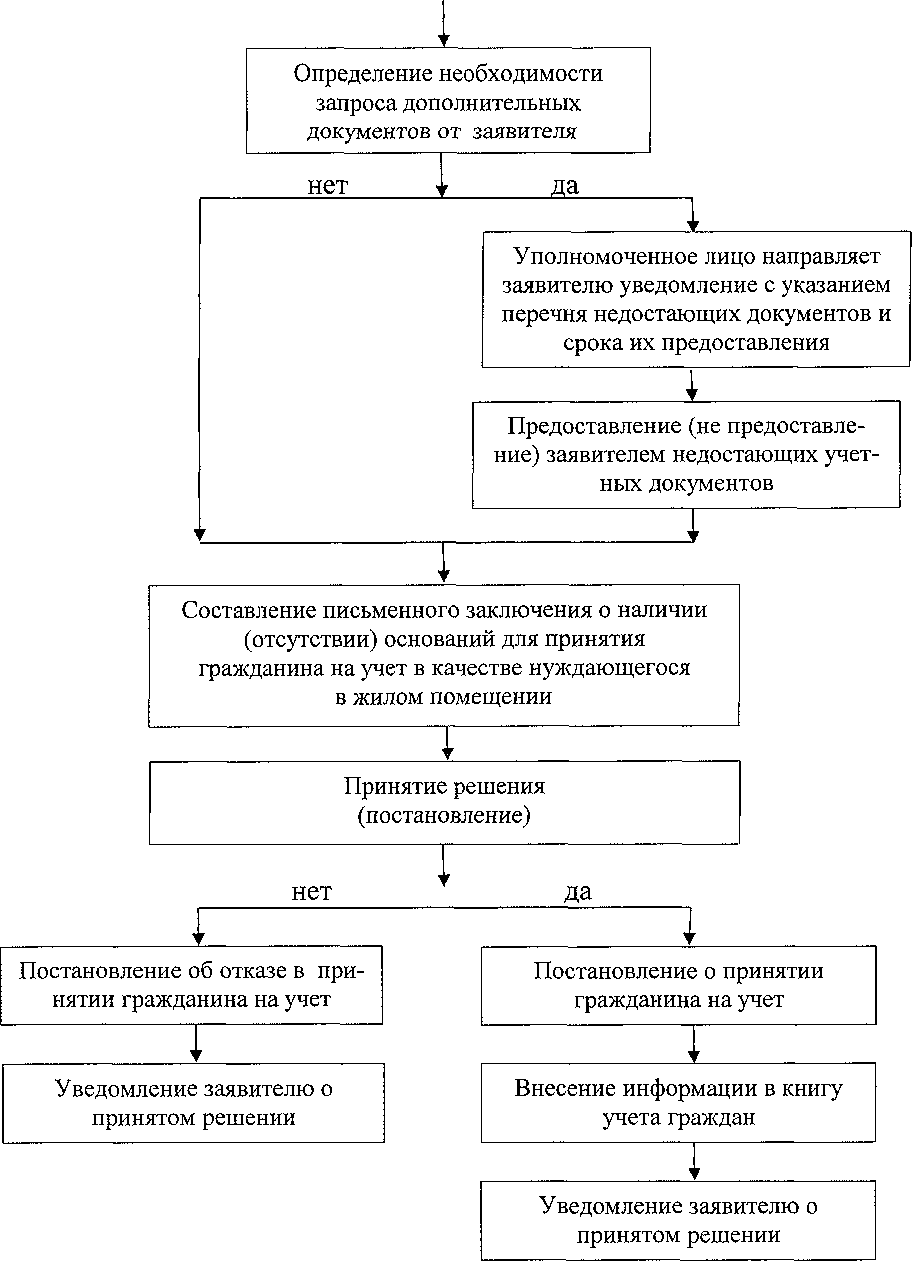 Определение необходимости
запроса дополнительных
документов от заявителя
нет
да
Уполномоченное лицо направляет
заявителю уведомление с указанием
перечня недостающих документов и
срока их предоставления
Предоставление (не предоставле-
ние) заявителем недостающих учет-
ных документов
Составление письменного заключения о наличии
(отсутствии) оснований для принятия
гражданина на учет в качестве нуждающегося
в жилом помещении
Принятие решения
(постановление)
нет
да
Постановление об отказе в при-
нятии гражданина на учет
Уведомление заявителю о
принятом решении
Постановление о принятии
гражданина на учет
Внесение информации в книгу
учета граждан
Уведомление заявителю о
принятом решении